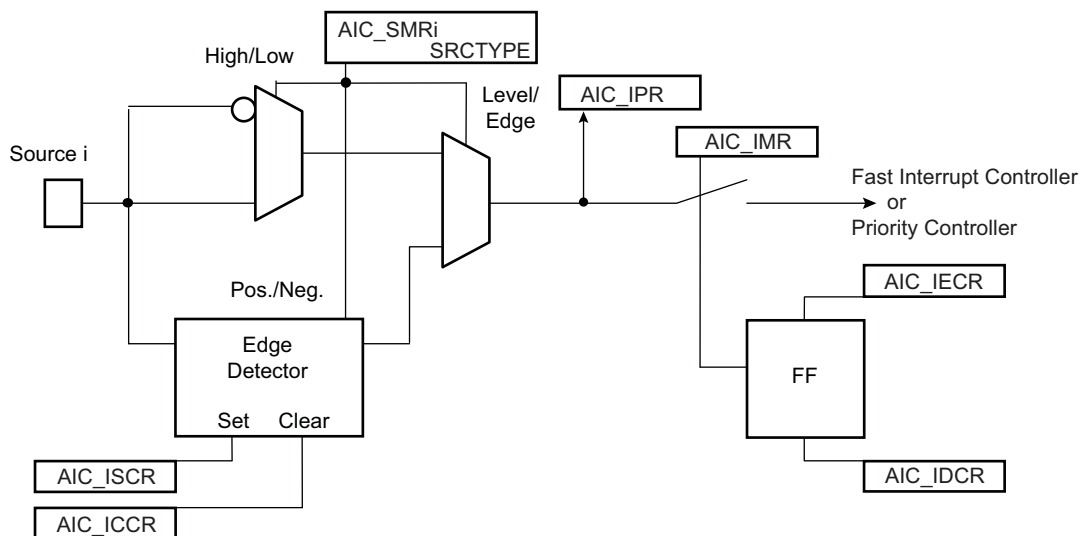 AIC_SMRi
SRCTYPE
High/Low
Level/
Edge
AIC_IPR
AIC_IMR
Source i
Fast Interrupt Controller
or
Priority Controller
Pos./Neg.
AIC_IECR
Edge
Detector
FF
Set Clear
AIC_ISCR
AIC_IDCR
AIC_ICCR